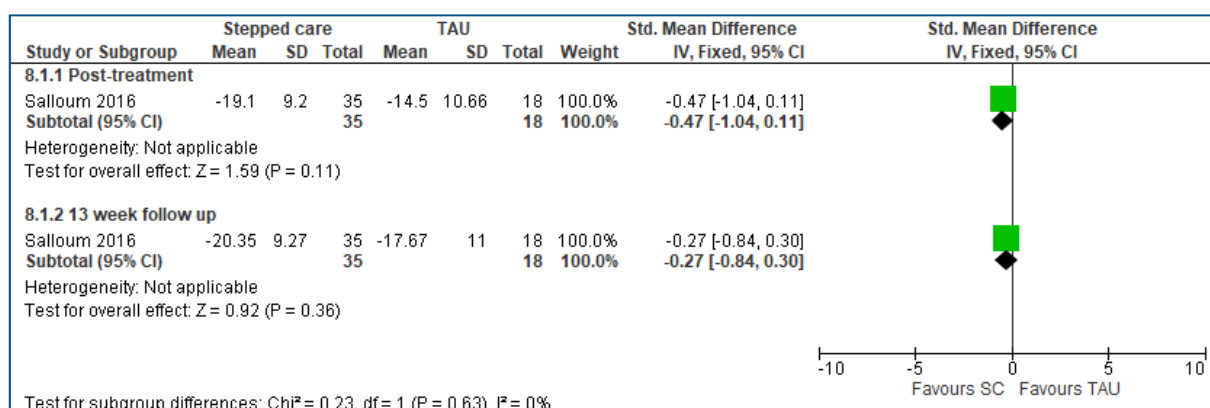 Stepped care TAU Std. Mean Difference Std. Mean Difference
Study or Subgroup Mean SD Total Mean SD Total Weight IV, Fixed, 95% CI IV, Fixed, 95% CI
8.1.1 Post-treatment
Salloum 2016 -19.1 9.2 35 -14.5 10.66 18 100.0% -0.47 [-1.04, 0.11]
Subtotal (95% CI) 35 18 100.0% -0.47 [-1.04, 0.11]
Heterogeneity: Not applicable
Test for overall effect: Z = 1.59 (P = 0.11)
8.1.2 13 week follow up
Salloum 2016 -20.35 9.27 35 -17.67 11 18 100.0% -0.27 [-0.84, 0.30]
Subtotal (95% CI) 35 18 100.0% -0.27 [-0.84, 0.30]
Heterogeneity: Not applicable
Test for overall effect: Z = 0.92 (P = 0.36)
-10 -5 0 5 10
Favours SC Favours TAU
Test for subgroup differences: Chi² = 0.23, df = 1 (P = 0.63), I² = 0%